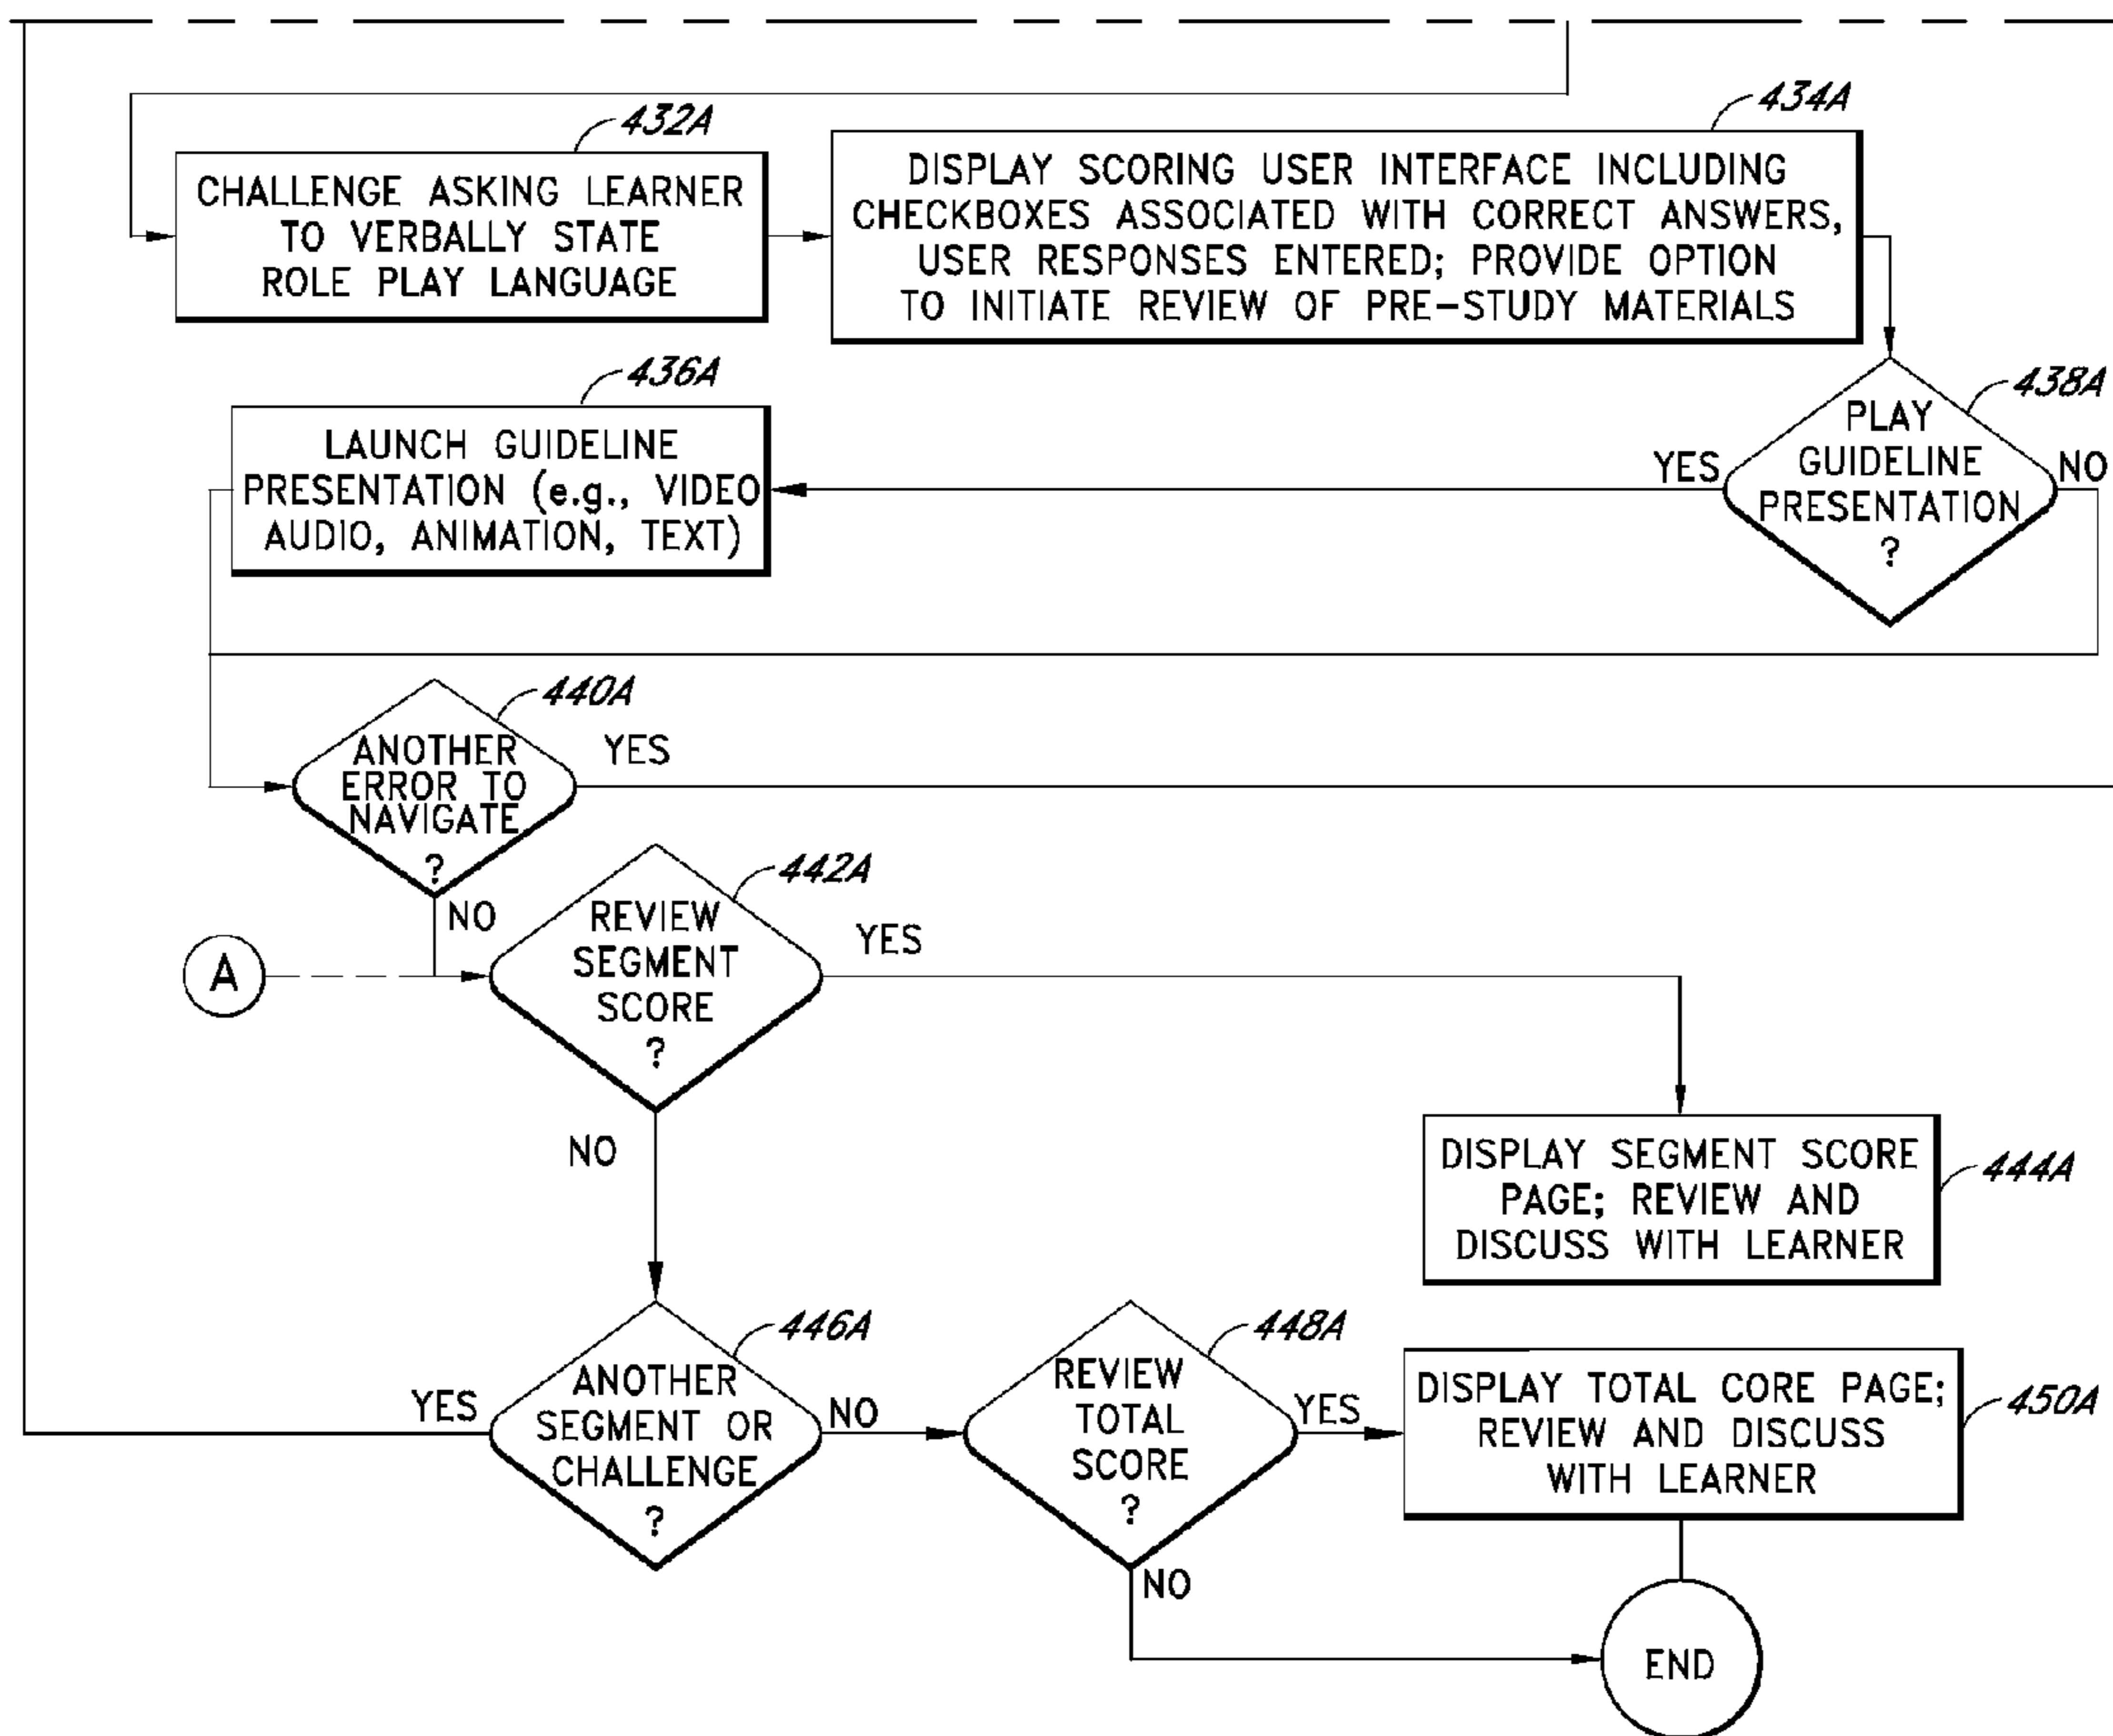 432A
CHALLENGE ASKING LEARNER
TO VERBALLY STATE
ROLE PLAY LANGUAGE
434A
DISPLAY SCORING USER INTERFACE INCLUDING
CHECKBOXES ASSOCIATED WITH CORRECT ANSWERS,
USER RESPONSES ENTERED; PROVIDE OPTION
TO INITIATE REVIEW OF PRE-STUDY MATERIALS
436A
LAUNCH GUIDELINE
PRESENTATION (e.g., VIDEO
AUDIO, ANIMATION, TEXT)
438A
PLAY
GUIDELINE
PRESENTATION
?
YES
NO
440A
ANOTHER
ERROR TO
NAVIGATE
?
YES
NO
A
442A
REVIEW
SEGMENT
SCORE
?
YES
NO
DISPLAY SEGMENT SCORE
PAGE; REVIEW AND
DISCUSS WITH LEARNER
444A
446A
ANOTHER
SEGMENT OR
CHALLENGE
?
YES
NO
448A
REVIEW
TOTAL
SCORE
?
YES
NO
DISPLAY TOTAL CORE PAGE;
REVIEW AND DISCUSS
WITH LEARNER
450A
END